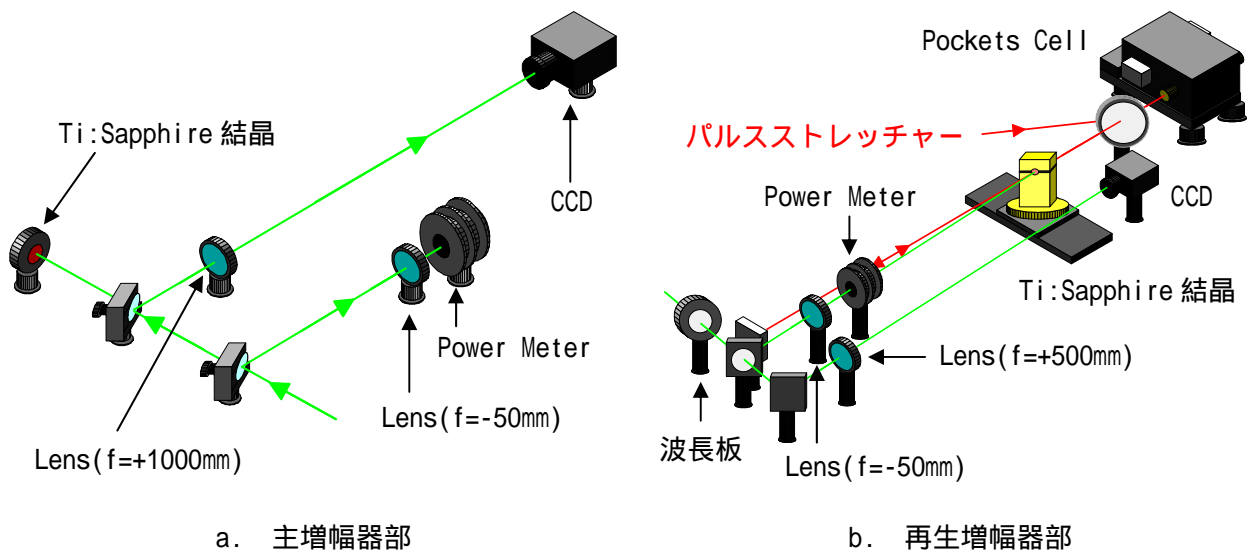 Ti:Sapphire 結晶
CCD
Power Meter
Lens(f=-50㎜)
Lens(f=+1000㎜)
a. 主増幅器部
Pockets Cell
パルスストレッチャー
Power Meter
CCD
Ti:Sapphire 結晶
Lens(f=+500㎜)
波長板
Lens(f=-50㎜)
b. 再生増幅器部